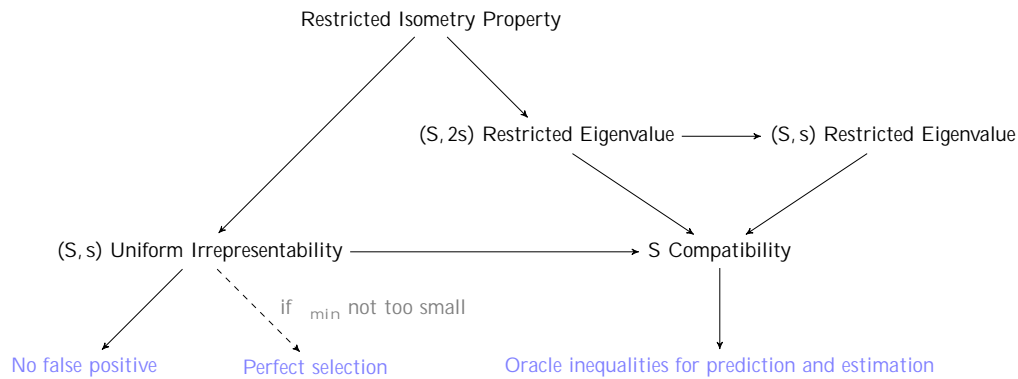 Restricted Isometry Property
(S, 2s) Restricted Eigenvalue
(S, s) Restricted Eigenvalue
(S, s) Uniform Irrepresentability
S Compatibility
if min not too small
No false positive
Perfect selection
Oracle inequalities for prediction and estimation